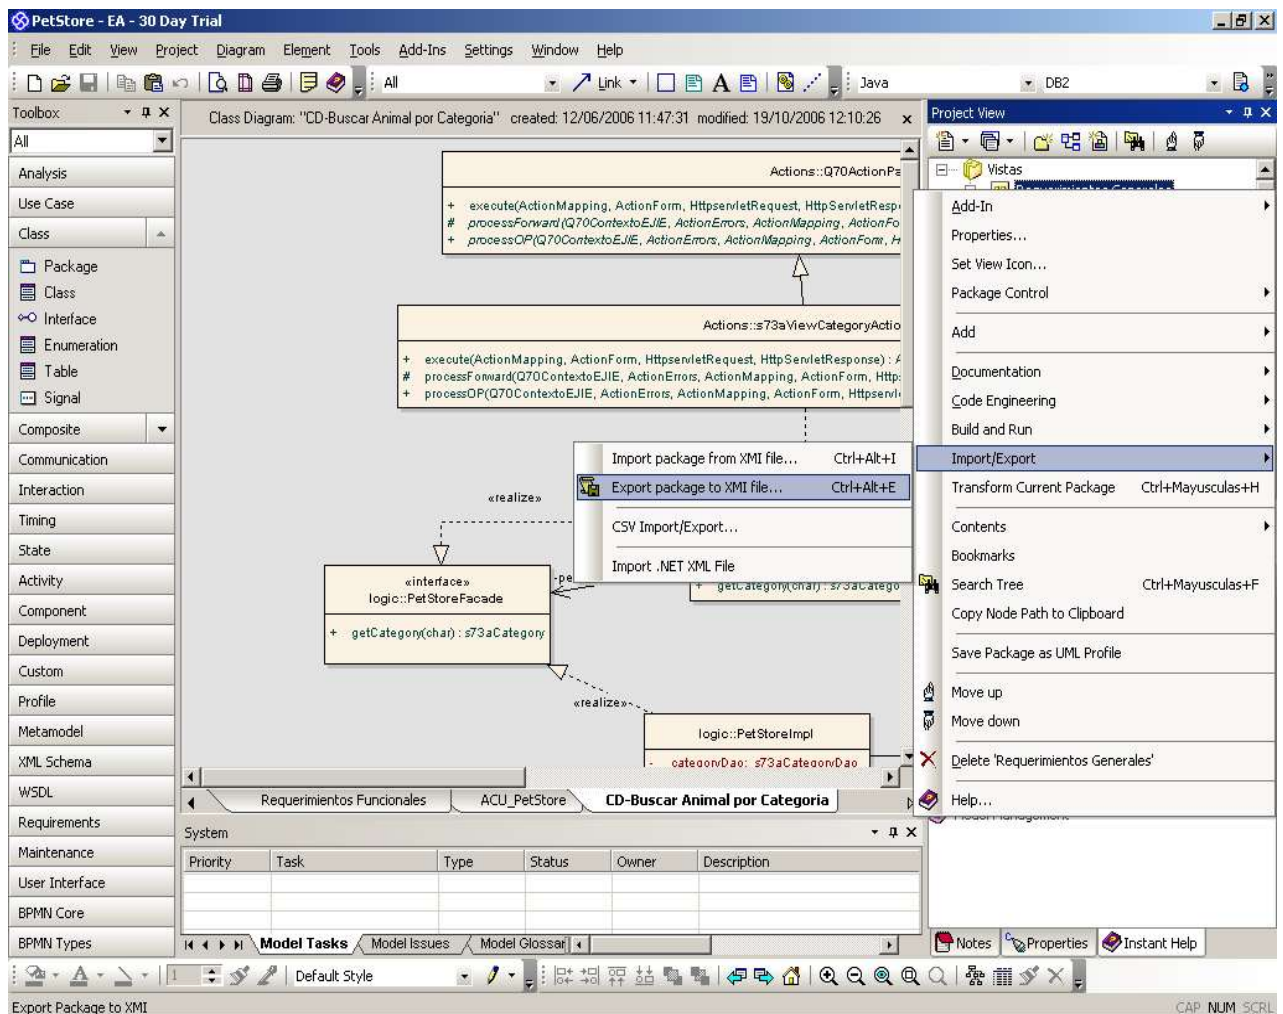 PetStore - EA - 30 Day Trial
File Edit View Project Diagram Element Tools Add-Ins Settings Window Help
All Link Java DB2
Toolbox
All
Analysis
Use Case
Class
Package
Class
Interface
Enumeration
Table
Signal
Composite
Communication
Interaction
Timing
State
Activity
Component
Deployment
Custom
Profile
Metamodel
XML Schema
WSDL
Requirements
Maintenance
User Interface
BPMN Core
BPMN Types
Class Diagram: "CD-Buscar Animal por Categoria" created: 12/06/2006 11:47:31 modified: 19/10/2006 12:10:26
Actions::Q70ActionPa
+ execute(ActionMapping, ActionForm, HttpservletRequest, HttpServletResp
# processForward(Q70ContextoEJIE, ActionErrors, ActionMapping, ActionFo
+ processOP(Q70ContextoEJIE, ActionErrors, ActionMapping, ActionForm, H
Actions::s73aViewCategoryActio
+ execute(ActionMapping, ActionForm, HttpservletRequest, HttpServletResponse) : A
# processForward(Q70ContextoEJIE, ActionErrors, ActionMapping, ActionForm, Http
+ processOP(Q70ContextoEJIE, ActionErrors, ActionMapping, ActionForm, Httpservl
«realize»
«interface»
logic::PetStoreFacade
+ getCategory(char) : s73aCategory
-pe
+ getCategory(char) : s73aCatego
«realize»
logic::PetStoreImpl
- categoryDao: s73aCategoryDao
Import package from XMI file... Ctrl+Alt+I
Export package to XMI file... Ctrl+Alt+E
CSV Import/Export...
Import .NET XML File
Requerimientos Funcionales ACU_PetStore CD-Buscar Animal por Categoria
System
Priority Task Type Status Owner Description
Model Tasks Model Issues Model Glossar
Project View
Vistas
Requerimientos Generales
Add-In
Properties...
Set View Icon...
Package Control
Add
Documentation
Code Engineering
Build and Run
Import/Export
Transform Current Package Ctrl+Mayusculas+H
Contents
Bookmarks
Search Tree Ctrl+Mayusculas+F
Copy Node Path to Clipboard
Save Package as UML Profile
Move up
Move down
Delete 'Requerimientos Generales'
Help...
Model Management
Notes Properties Instant Help
1 Default Style
Export Package to XMI CAP NUM SCRL